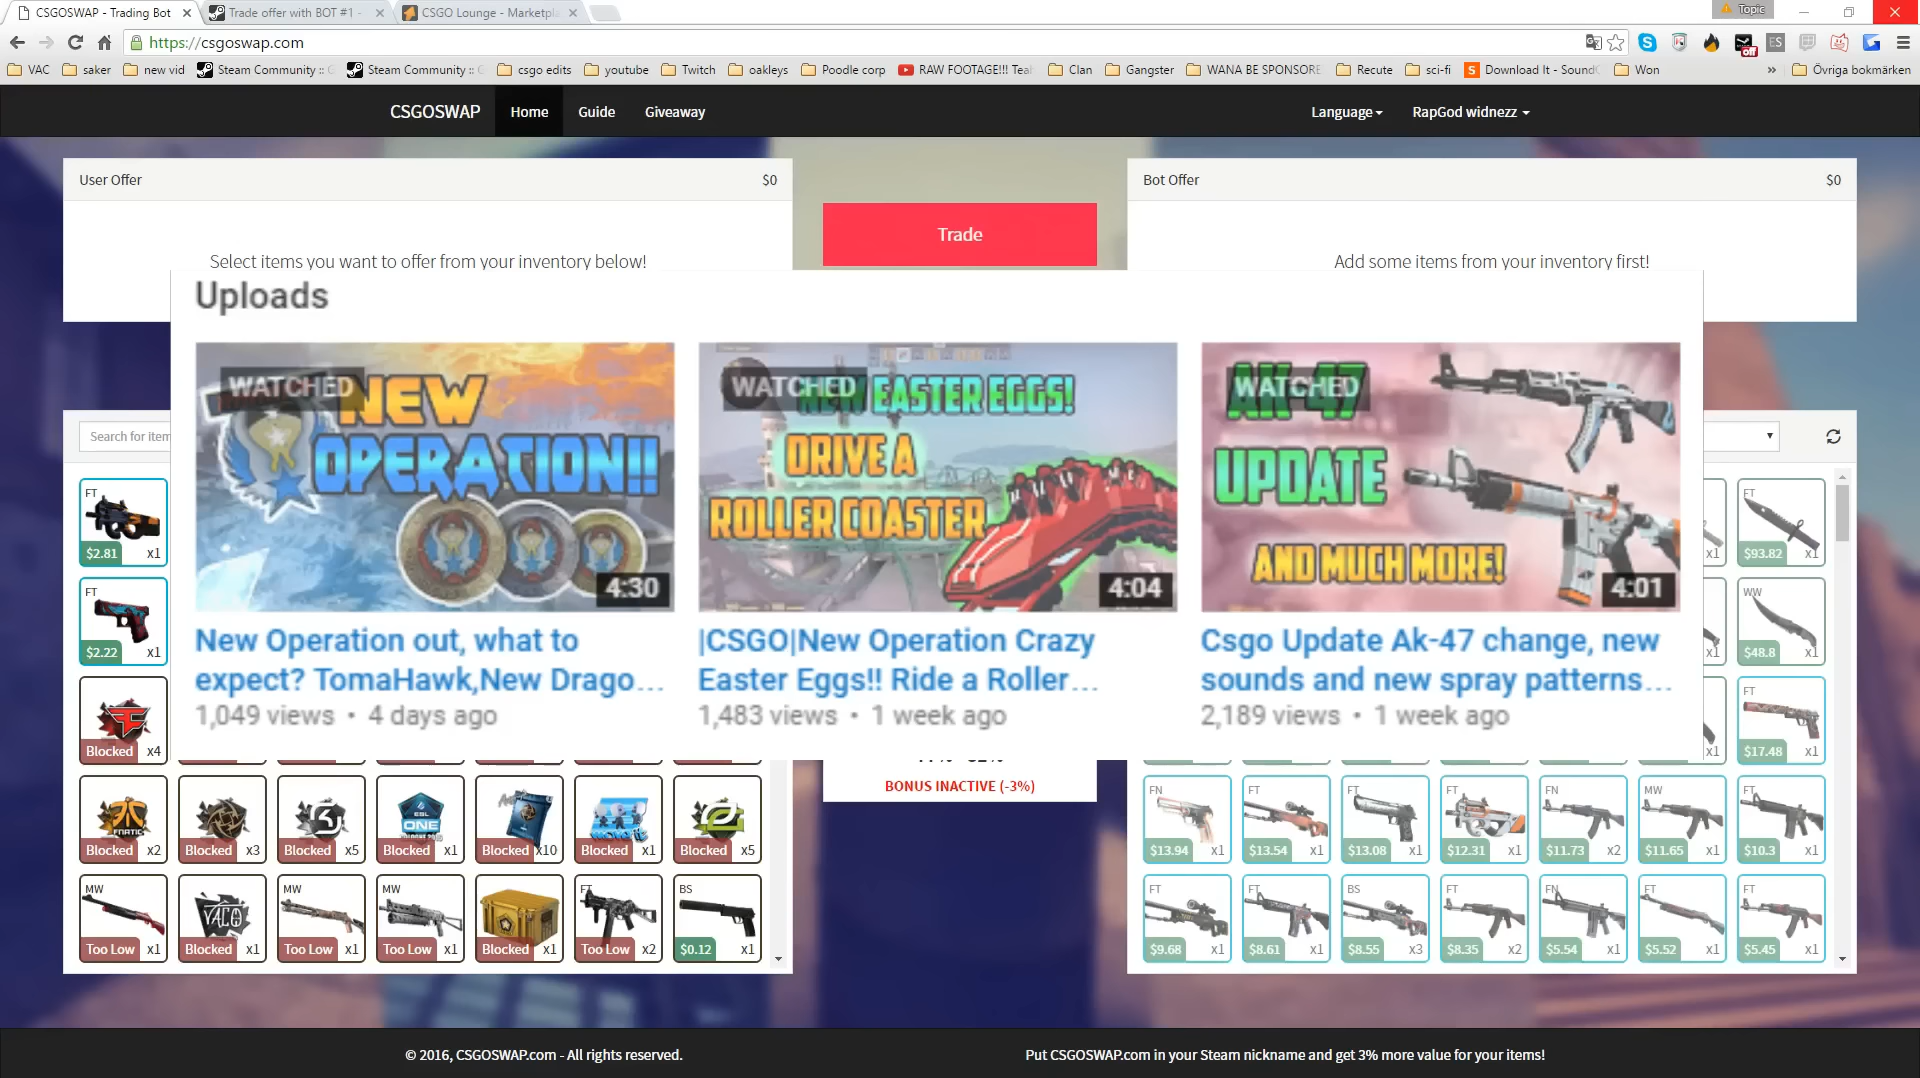 CSGOSWAP - Trading Bot
Trade offer with BOT #1 -
CSGO Lounge - Marketpla
Topic
https://csgoswap.com
VAC
saker
new vid
Steam Community ::
Steam Community ::
csgo edits
youtube
Twitch
oakleys
Poodle corp
RAW FOOTAGE!!! Tea
Clan
Gangster
WANA BE SPONSORE
Recute
sci-fi
Download It - Sound
Won
»
Övriga bokmärken
CSGOSWAP
Home
Guide
Giveaway
Language
RapGod widnezz
User Offer
$0
Trade
Bot Offer
$0
Select items you want to offer from your inventory below!
Add some items from your inventory first!
Uploads
WATCHED
NEW
OPERATION!!
4:30
WATCHED
EASTER EGGS!
DRIVE A
ROLLER COASTER
4:04
WATCHED
AK-47
UPDATE
AND MUCH MORE!
4:01
New Operation out, what to
expect? TomaHawk,New Drago...
1,049 views • 4 days ago
|CSGO|New Operation Crazy
Easter Eggs!! Ride a Roller...
1,483 views • 1 week ago
Csgo Update Ak-47 change, new
sounds and new spray patterns...
2,189 views • 1 week ago
Search for item
FT
$2.81 x1
FT
$2.22 x1
Blocked x4
Blocked x2
Blocked x3
Blocked x5
ESL
ONE
Blocked x1
Blocked x10
Blocked x1
Blocked x5
MW
Too Low x1
Blocked x1
MW
Too Low x1
MW
Too Low x1
Blocked x1
FT
Too Low x2
BS
$0.12 x1
BONUS INACTIVE (-3%)
x1
FT
$93.82 x1
x1
WW
$48.8 x1
x1
FT
$17.48 x1
FN
$13.94 x1
FT
$13.54 x1
FT
$13.08 x1
FT
$12.31 x1
FN
$11.73 x2
MW
$11.65 x1
FT
$10.3 x1
FT
$9.68 x1
FT
$8.61 x1
BS
$8.55 x3
FT
$8.35 x2
FN
$5.54 x1
FT
$5.52 x1
FT
$5.45 x1
© 2016, CSGOSWAP.com - All rights reserved.
Put CSGOSWAP.com in your Steam nickname and get 3% more value for your items!